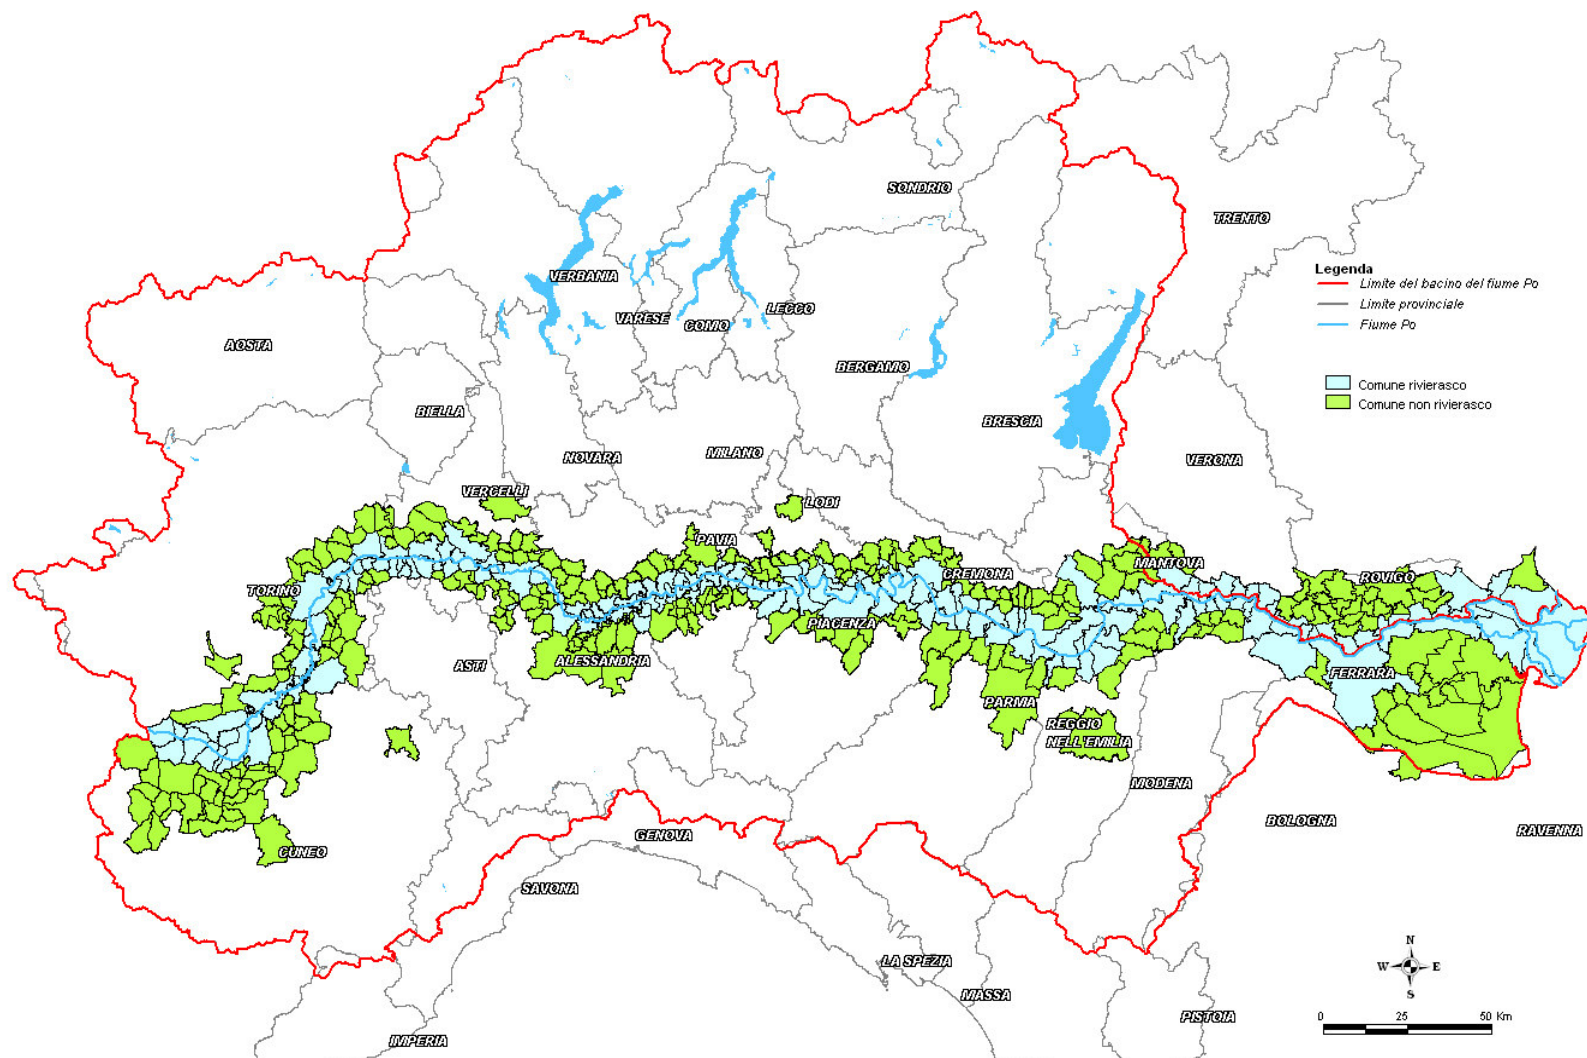 SONDRIO
TRENTO
Legenda
Limite del bacino del fiume Po
Limite provinciale
Fiume Po
VERBANIA
VARESE
COMO
LECCO
AOSTA
BERGAMO
Comune rivierasco
Comune non rivierasco
BIELLA
BRESCIA
NOVARA
MILANO
VERONA
VERCELLI
LODI
PAVIA
MANTOVA
CREMONA
ROVIGO
TORINO
PIACENZA
ASTI
ALESSANDRIA
FERRARA
PARMA
REGGIO
NELL'EMILIA
MODENA
BOLOGNA
RAVENNA
GENOVA
CUNEO
SAVONA
LA SPEZIA
MASSA
PISTOIA
IMPERIA
N
W E
S
0 25 50 Km